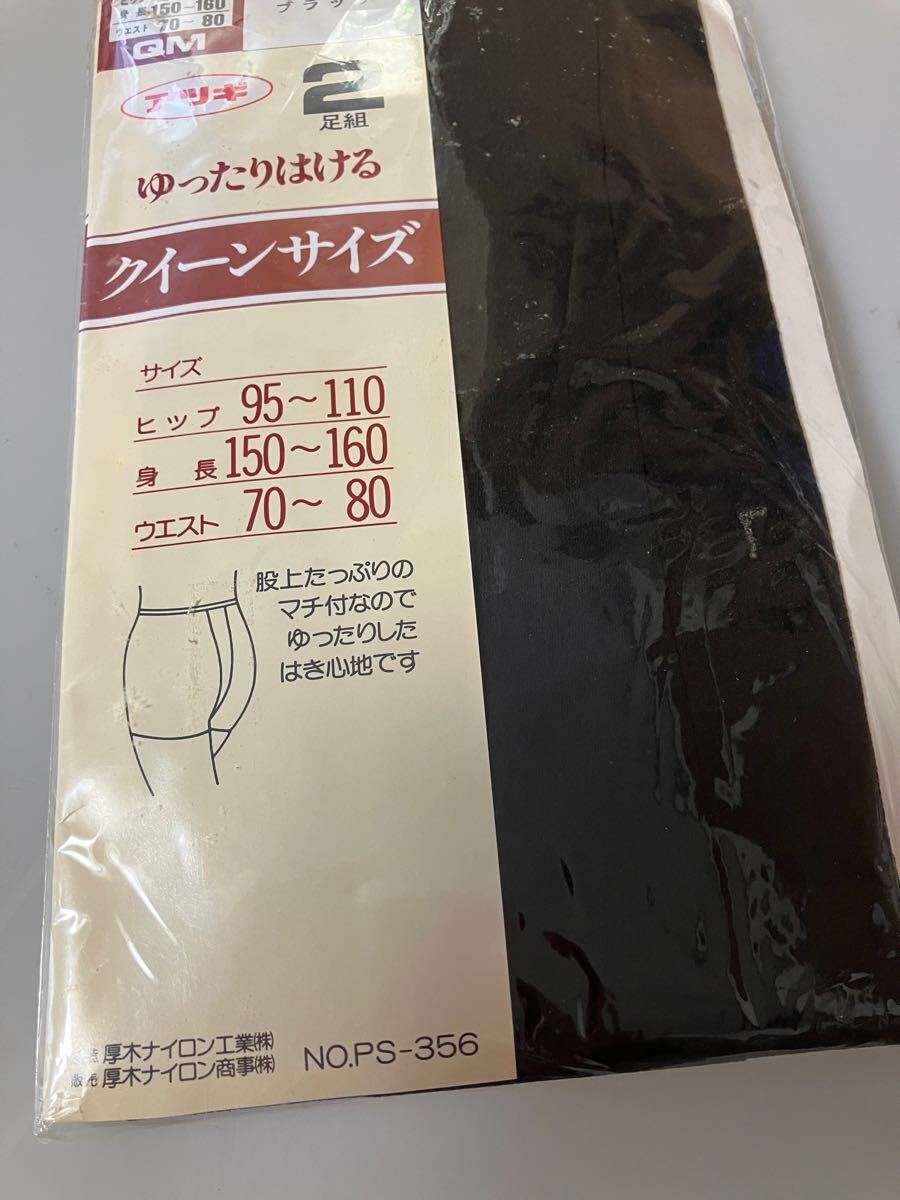 身長 150〜160
ウエスト 70〜80
QM
アツギ
2
足組
ゆったりはける
クイーンサイズ
サイズ
ヒップ 95〜110
身長 150〜160
ウエスト 70〜80
股上たっぷりの
マチ付なので
ゆったりした
はき心地です
厚木ナイロン工業㈱
販売 厚木ナイロン商事㈱
NO.PS-356